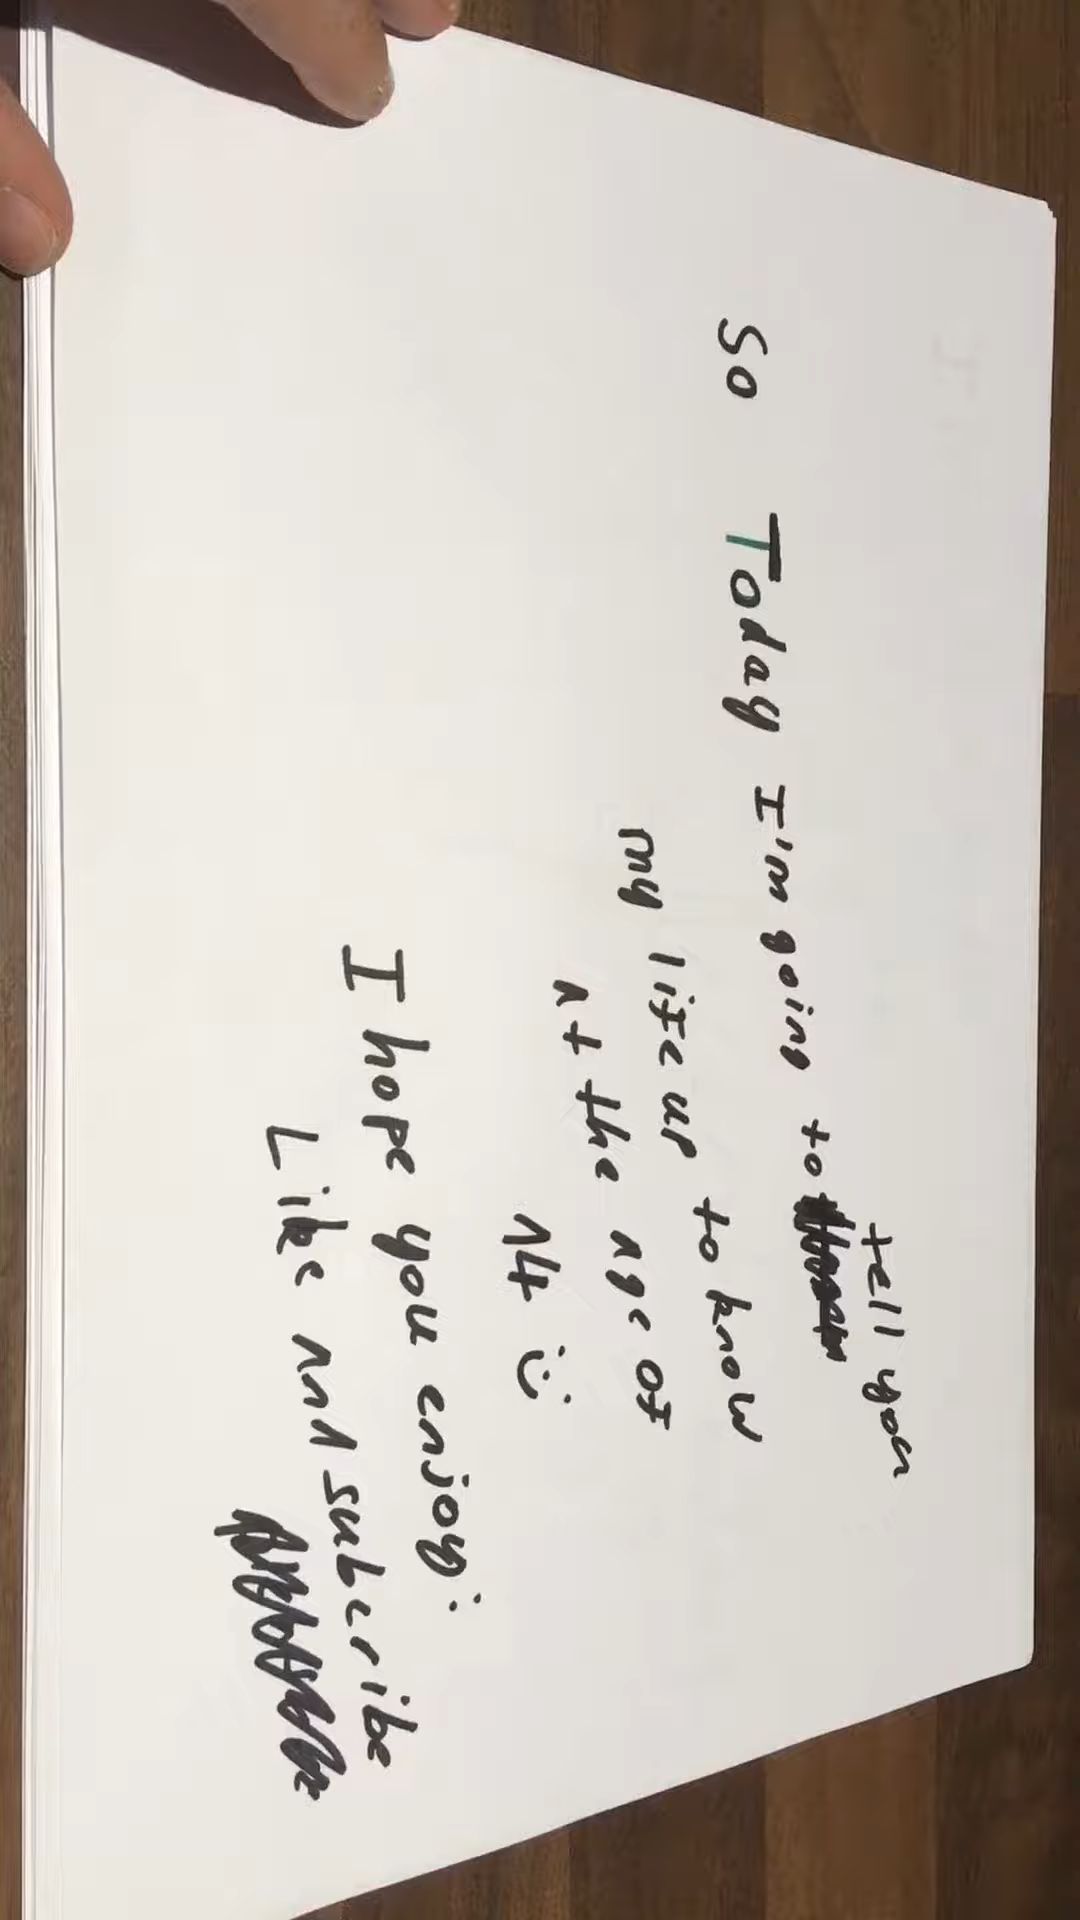 tell you
So Today I'm going to
my life up to know
at the age of
14 :)
I hope you enjoy:
Like and subcribe